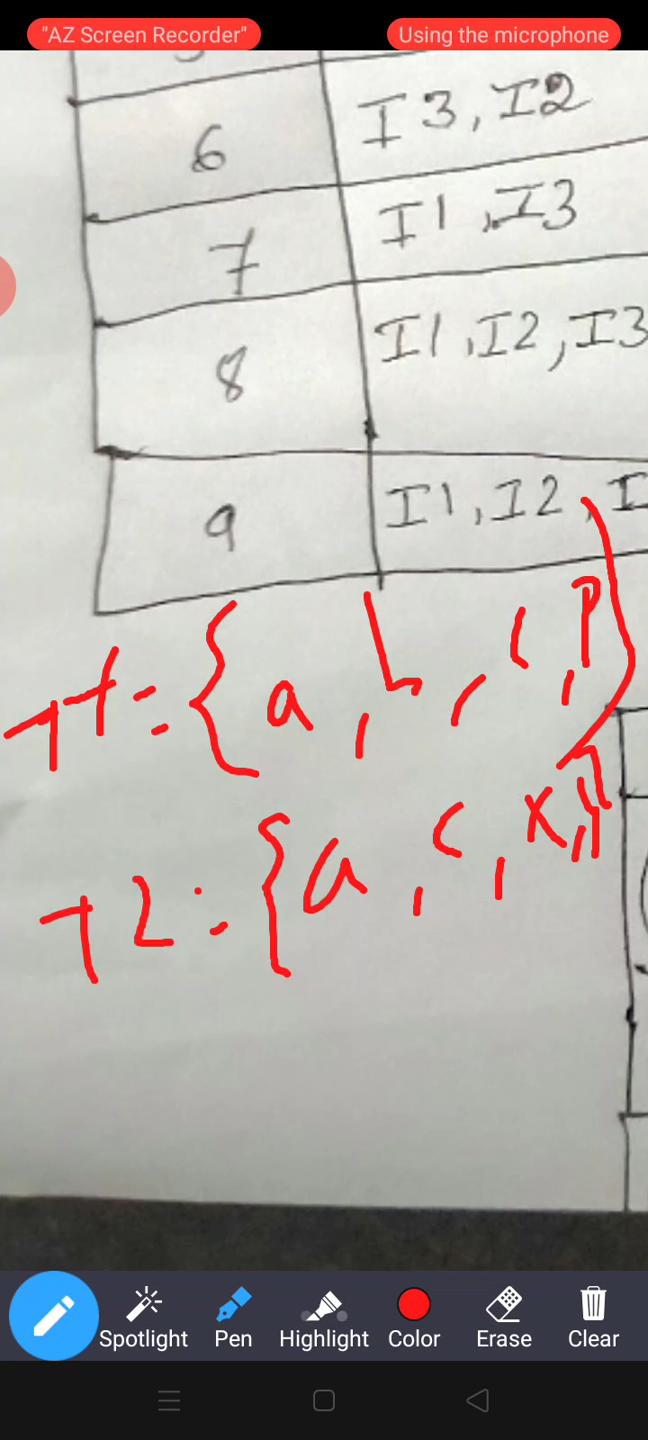 "AZ Screen Recorder" Using the microphone
6 I3, I2
7 I1, I3
8 I1, I2, I3
9 I1, I2, I
T1 = { a, b, c, p }
T2 = { a, c, x, y }
Spotlight Pen Highlight Color Erase Clear